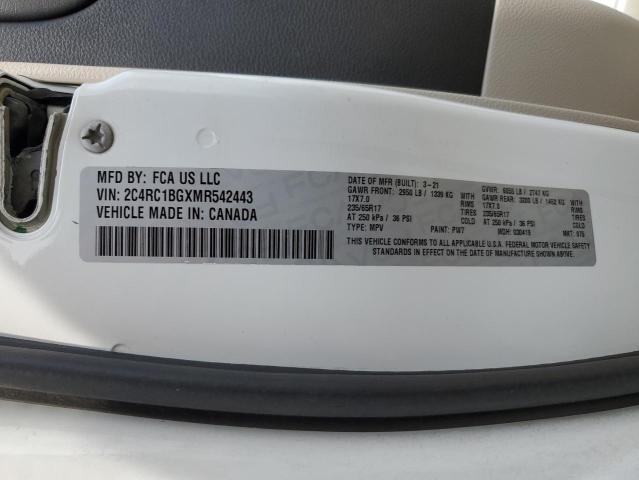 MFD BY: FCA US LLC
VIN: 2C4RC1BGXMR542443
VEHICLE MADE IN: CANADA
DATE OF MFR (BUILT): 3-21 GVWR: 6055 LB / 2747 KG
GAWR FRONT: 2950 LB / 1339 KG WITH GAWR REAR: 3200 LB / 1452 KG WITH
17X7.0 RIMS 17X7.0 RIMS
235/65R17 TIRES 235/65R17 TIRES
AT 250 kPa / 36 PSI COLD AT 250 kPa / 36 PSI COLD
TYPE: MPV PAINT: PW7 MDH: 030419 MKT:
THIS VEHICLE CONFORMS TO ALL APPLICABLE U.S.A. FEDERAL MOTOR VEHICLE SAFETY
STANDARDS IN EFFECT ON THE DATE OF MANUFACTURE SHOWN ABOVE.